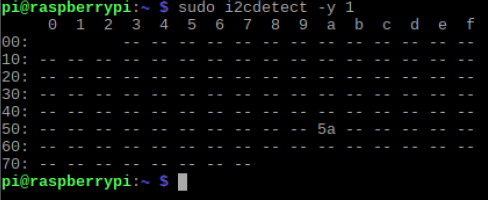 pi@raspberrypi:~ $ sudo i2cdetect -y 1
     0  1  2  3  4  5  6  7  8  9  a  b  c  d  e  f
00:          -- -- -- -- -- -- -- -- -- -- -- -- --
10: -- -- -- -- -- -- -- -- -- -- -- -- -- -- -- --
20: -- -- -- -- -- -- -- -- -- -- -- -- -- -- -- --
30: -- -- -- -- -- -- -- -- -- -- -- -- -- -- -- --
40: -- -- -- -- -- -- -- -- -- -- -- -- -- -- -- --
50: -- -- -- -- -- -- -- -- -- -- 5a -- -- -- -- --
60: -- -- -- -- -- -- -- -- -- -- -- -- -- -- -- --
70: -- -- -- -- -- -- -- --
pi@raspberrypi:~ $